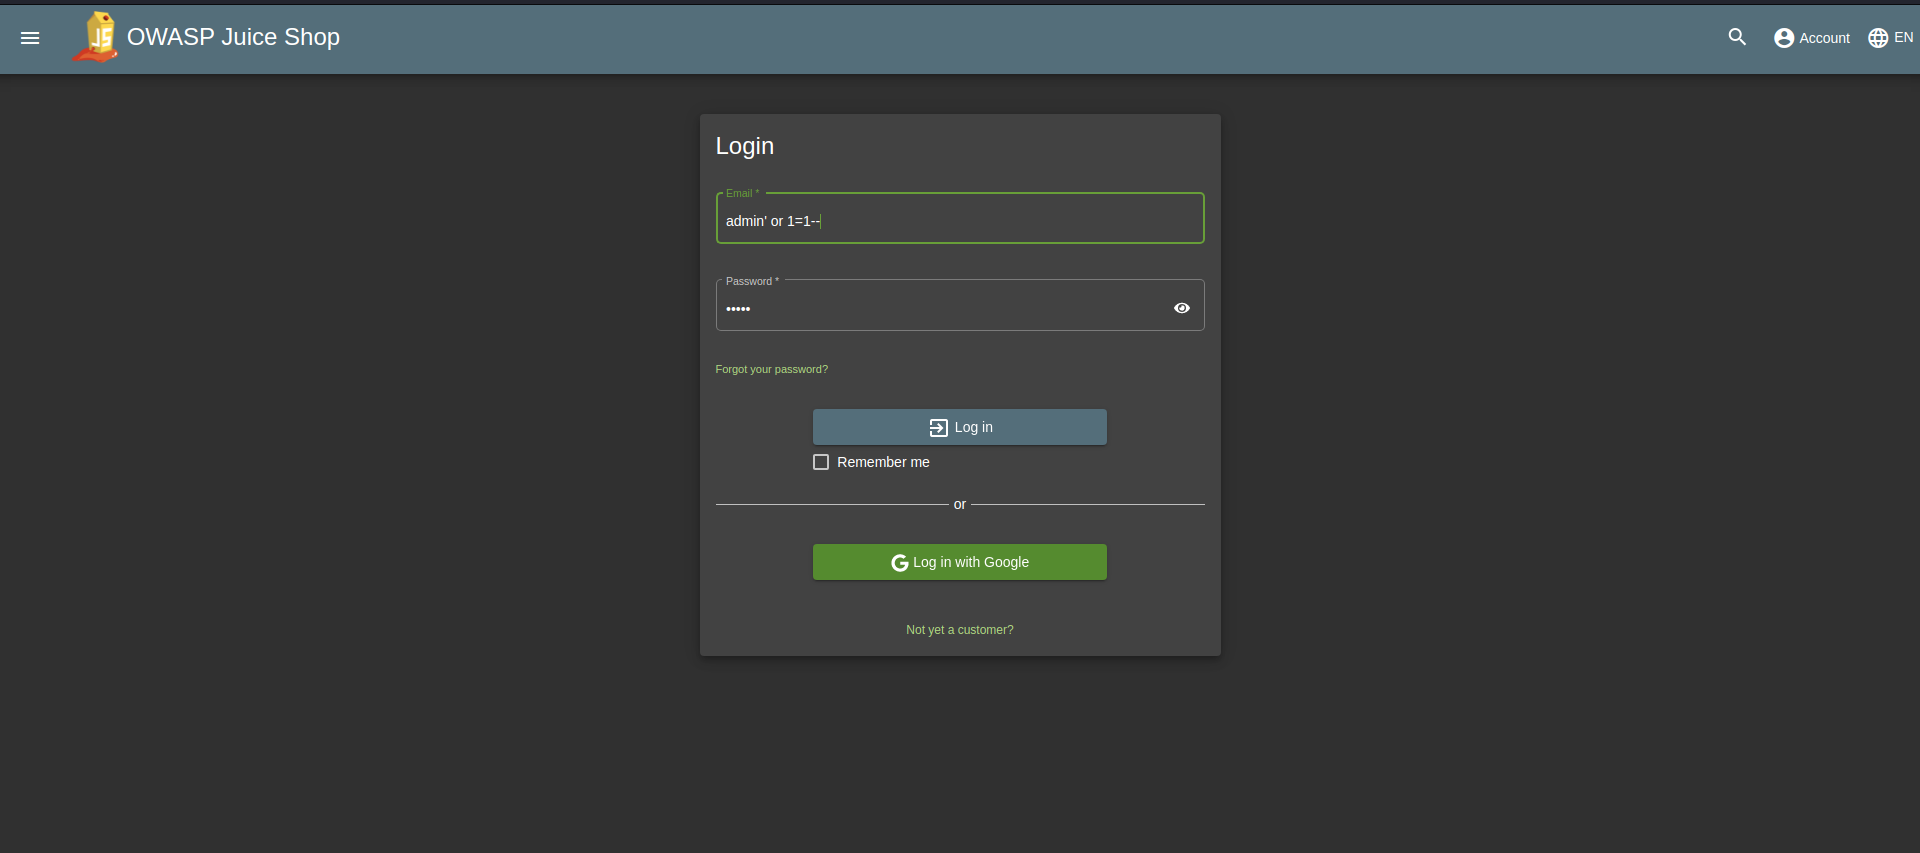 JS OWASP Juice Shop
Account
EN
Login
Email *
admin' or 1=1--
Password *
•••••
Forgot your password?
Log in
Remember me
or
G Log in with Google
Not yet a customer?